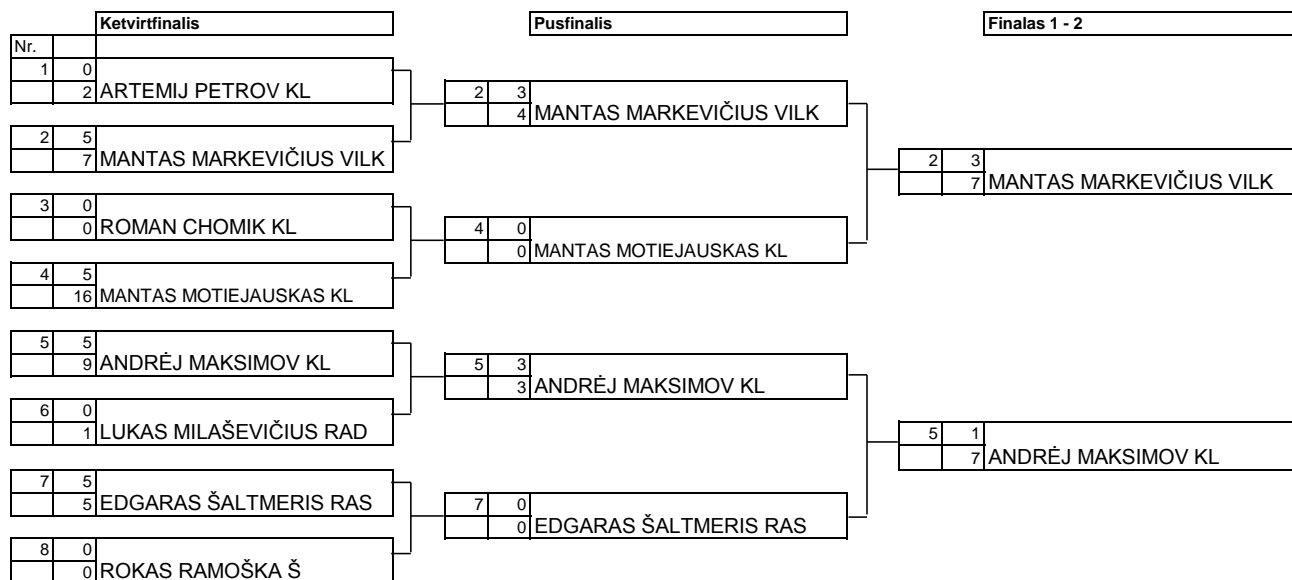 Ketvirtfinalis Pusfinalis Finalas 1 - 2
Nr.
1 0
2 ARTEMIJ PETROV KL
2 5
7 MANTAS MARKEVIČIUS VILK
3 0
0 ROMAN CHOMIK KL
4 5
16 MANTAS MOTIEJAUSKAS KL
5 5
9 ANDRĖJ MAKSIMOV KL
6 0
1 LUKAS MILAŠEVIČIUS RAD
7 5
5 EDGARAS ŠALTMERIS RAS
8 0
0 ROKAS RAMOŠKA Š
2 3
4 MANTAS MARKEVIČIUS VILK
4 0
0 MANTAS MOTIEJAUSKAS KL
5 3
3 ANDRĖJ MAKSIMOV KL
7 0
0 EDGARAS ŠALTMERIS RAS
2 3
7 MANTAS MARKEVIČIUS VILK
5 1
7 ANDRĖJ MAKSIMOV KL